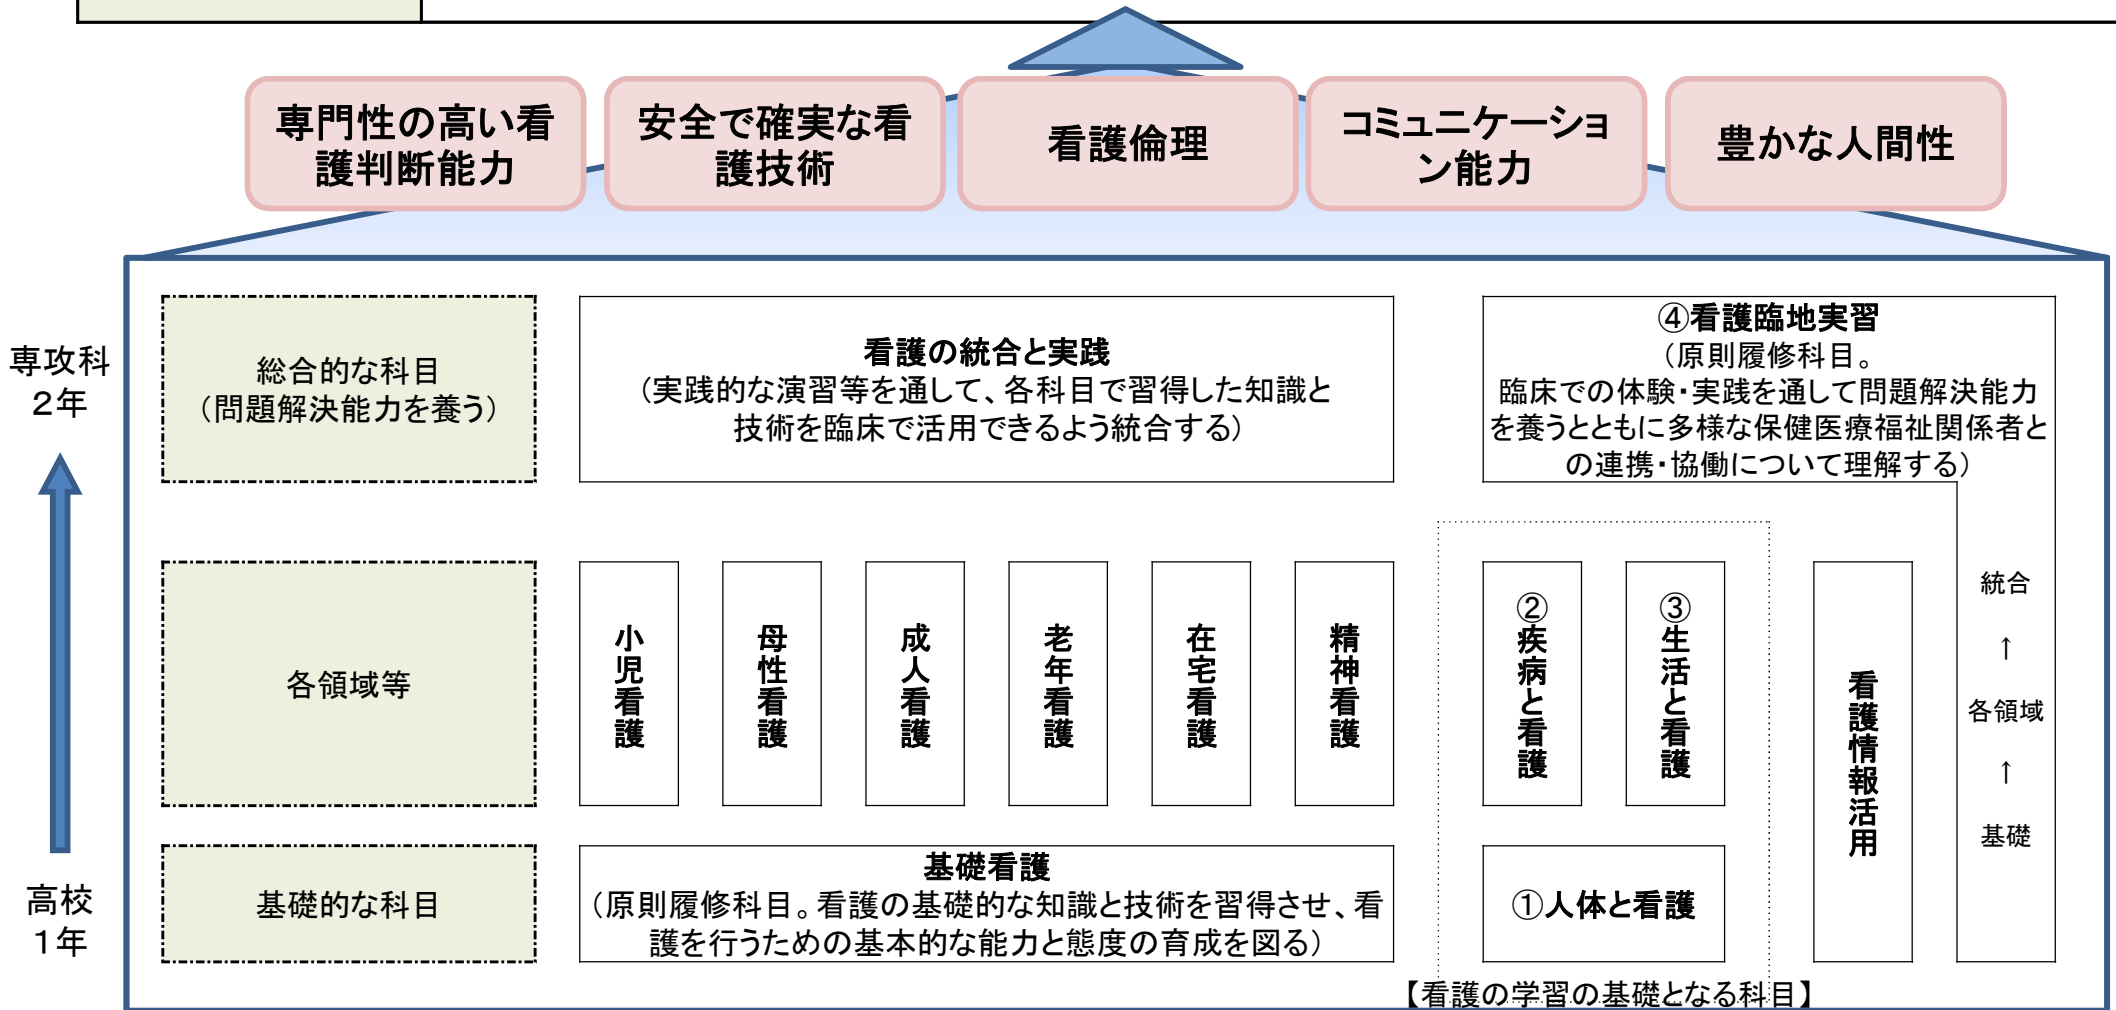 専門性の高い看
護判断能力
安全で確実な看
護技術
看護倫理
コミュニケーショ
ン能力
豊かな人間性
専攻科
２年
高校
１年
総合的な科目
（問題解決能力を養う）
看護の統合と実践
（実践的な演習等を通して、各科目で習得した知識と
技術を臨床で活用できるよう統合する）
④看護臨地実習
（原則履修科目。
臨床での体験・実践を通して問題解決能力
を養うとともに多様な保健医療福祉関係者と
の連携・協働について理解する）
各領域等
小児看護
母性看護
成人看護
老年看護
在宅看護
精神看護
②疾病と看護
③生活と看護
看護情報活用
統合
↑
各領域
↑
基礎
基礎的な科目
基礎看護
（原則履修科目。看護の基礎的な知識と技術を習得させ、看
護を行うための基本的な能力と態度の育成を図る）
①人体と看護
【看護の学習の基礎となる科目】